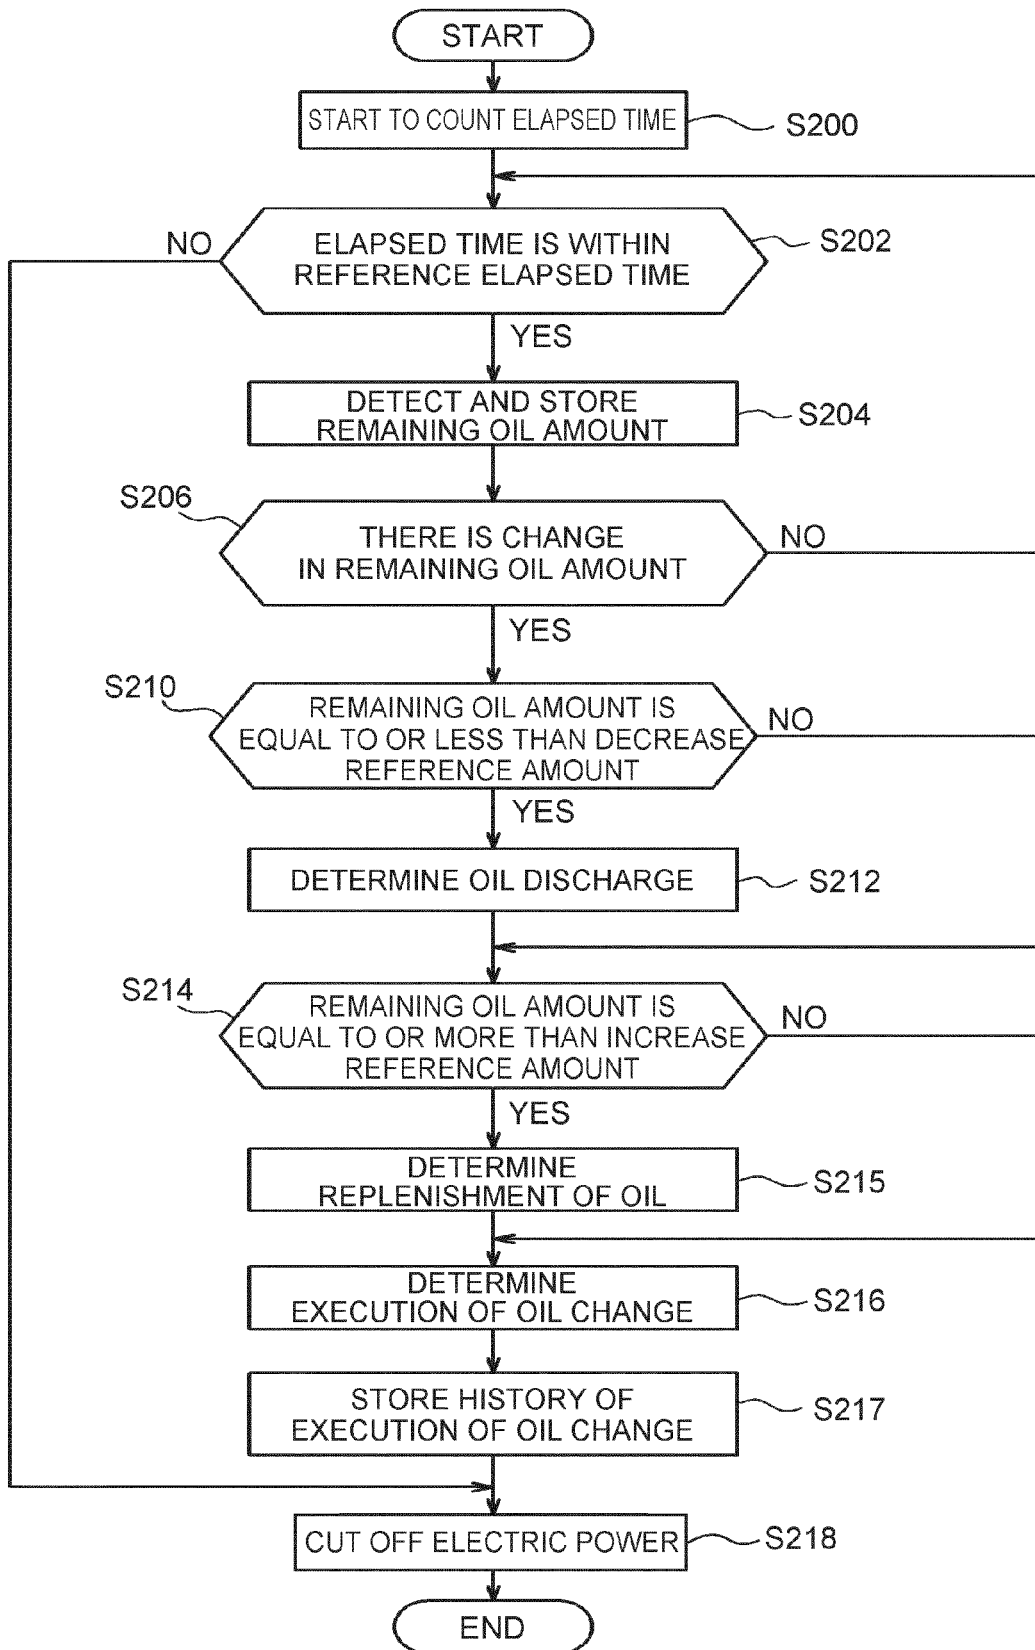 START
START TO COUNT ELAPSED TIME
S200
NO
ELAPSED TIME IS WITHIN
REFERENCE ELAPSED TIME
S202
YES
DETECT AND STORE
REMAINING OIL AMOUNT
S204
S206
THERE IS CHANGE
IN REMAINING OIL AMOUNT
NO
YES
S210
REMAINING OIL AMOUNT IS
EQUAL TO OR LESS THAN DECREASE
REFERENCE AMOUNT
NO
YES
DETERMINE OIL DISCHARGE
S212
S214
REMAINING OIL AMOUNT IS
EQUAL TO OR MORE THAN INCREASE
REFERENCE AMOUNT
NO
YES
DETERMINE
REPLENISHMENT OF OIL
S215
DETERMINE
EXECUTION OF OIL CHANGE
S216
STORE HISTORY OF
EXECUTION OF OIL CHANGE
S217
CUT OFF ELECTRIC POWER
S218
END